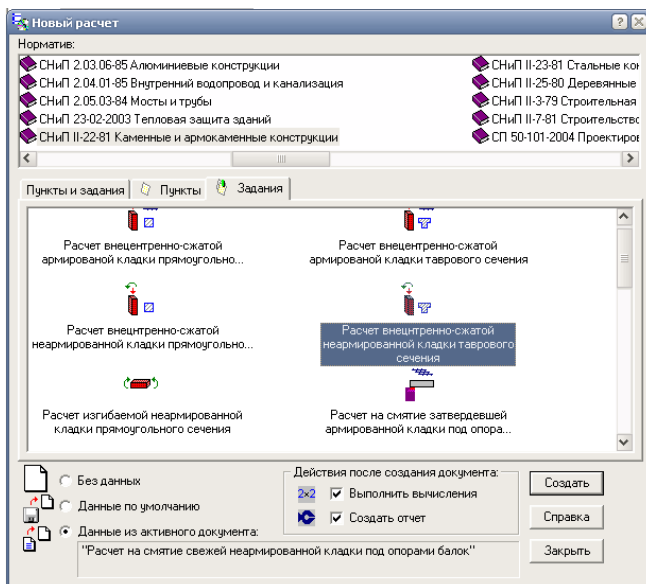 Новый расчет
Норматив:
СНиП 2.03.06-85 Алюминиевые конструкции
СНиП 2.04.01-85 Внутренний водопровод и канализация
СНиП 2.05.03-84 Мосты и трубы
СНиП 23-02-2003 Тепловая защита зданий
СНиП II-22-81 Каменные и армокаменные конструкции
СНиП II-23-81 Стальные кон
СНиП II-25-80 Деревянные
СНиП II-3-79 Строительная
СНиП II-7-81 Строительство
СП 50-101-2004 Проектиров
Пункты и задания
Пункты
Задания
Расчет внецентренно-сжатой
армированой кладки прямоугольно...
Расчет внецентренно-сжатой
армированой кладки таврового сечения
Расчет внецнтренно-сжатой
неармированной кладки прямоугольно...
Расчет внецнтренно-сжатой
неармированной кладки таврового
сечения
Расчет изгибаемой неармированной
кладки прямоугольного сечения
Расчет на смятие затвердевшей
армированной кладки под опора...
Без данных
Данные по умолчанию
Данные из активного документа:
"Расчет на смятие свежей неармированной кладки под опорами балок"
Действия после создания документа:
2×2
Выполнить вычисления
Создать отчет
Создать
Справка
Закрыть